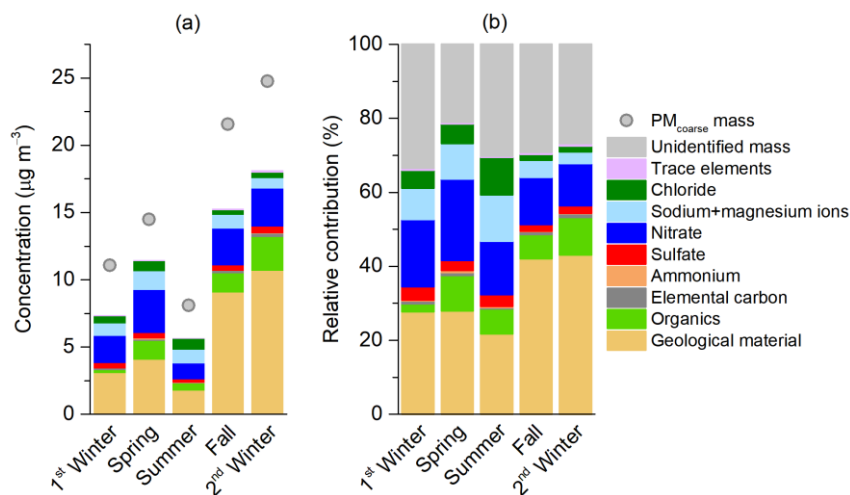 (a)
Concentration (μg m⁻³)
25
20
15
10
5
0
1st Winter
Spring
Summer
Fall
2nd Winter
(b)
Relative contribution (%)
100
80
60
40
20
0
1st Winter
Spring
Summer
Fall
2nd Winter
PMcoarse mass
Unidentified mass
Trace elements
Chloride
Sodium+magnesium ions
Nitrate
Sulfate
Ammonium
Elemental carbon
Organics
Geological material